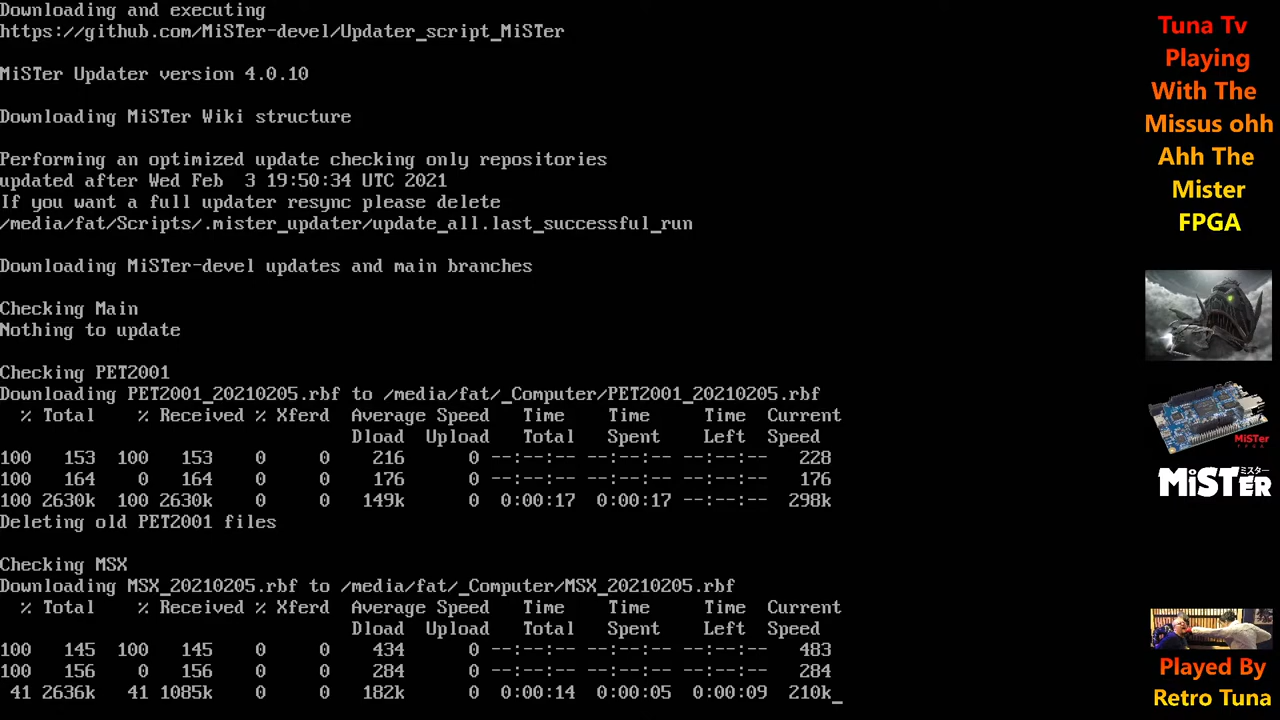 Downloading and executing
https://github.com/MiSTer-devel/Updater_script_MiSTer
MiSTer Updater version 4.0.10
Downloading MiSTer Wiki structure
Performing an optimized update checking only repositories
updated after Wed Feb  3 19:50:34 UTC 2021
If you want a full updater resync please delete
/media/fat/Scripts/.mister_updater/update_all.last_successful_run
Downloading MiSTer-devel updates and main branches
Checking Main
Nothing to update
Checking PET2001
Downloading PET2001_20210205.rbf to /media/fat/_Computer/PET2001_20210205.rbf
% Total % Received % Xferd Average Speed Time Time Time Current
Dload Upload Total Spent Left Speed
100 153 100 153 0 0 216 0 --:--:-- --:--:-- --:--:-- 228
100 164 0 164 0 0 176 0 --:--:-- --:--:-- --:--:-- 176
100 2630k 100 2630k 0 0 149k 0 0:00:17 0:00:17 --:--:-- 298k
Deleting old PET2001 files
Checking MSX
Downloading MSX_20210205.rbf to /media/fat/_Computer/MSX_20210205.rbf
% Total % Received % Xferd Average Speed Time Time Time Current
Dload Upload Total Spent Left Speed
100 145 100 145 0 0 434 0 --:--:-- --:--:-- --:--:-- 483
100 156 0 156 0 0 284 0 --:--:-- --:--:-- --:--:-- 284
41 2636k 41 1085k 0 0 182k 0 0:00:14 0:00:05 0:00:09 210k_
Tuna Tv
Playing
With The
Missus ohh
Ahh The
Mister
FPGA
MiSTer
FPGA
MiSTER ミスター
Played By
Retro Tuna